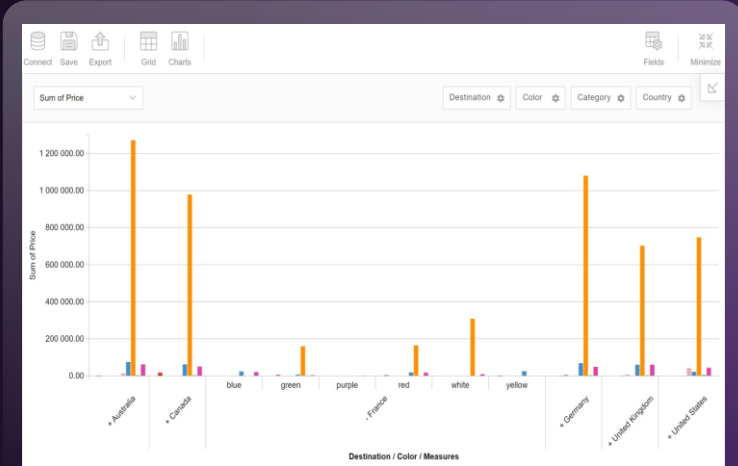 Connect Save Export Grid Charts Fields Minimize
Sum of Price Destination Color Category Country
1 200 000.00
1 000 000.00
800 000.00
600 000.00
400 000.00
200 000.00
0.00
Sum of Price
blue green purple red white yellow
+ Australia + Canada - France + Germany + United Kingdom + United States
Destination / Color / Measures